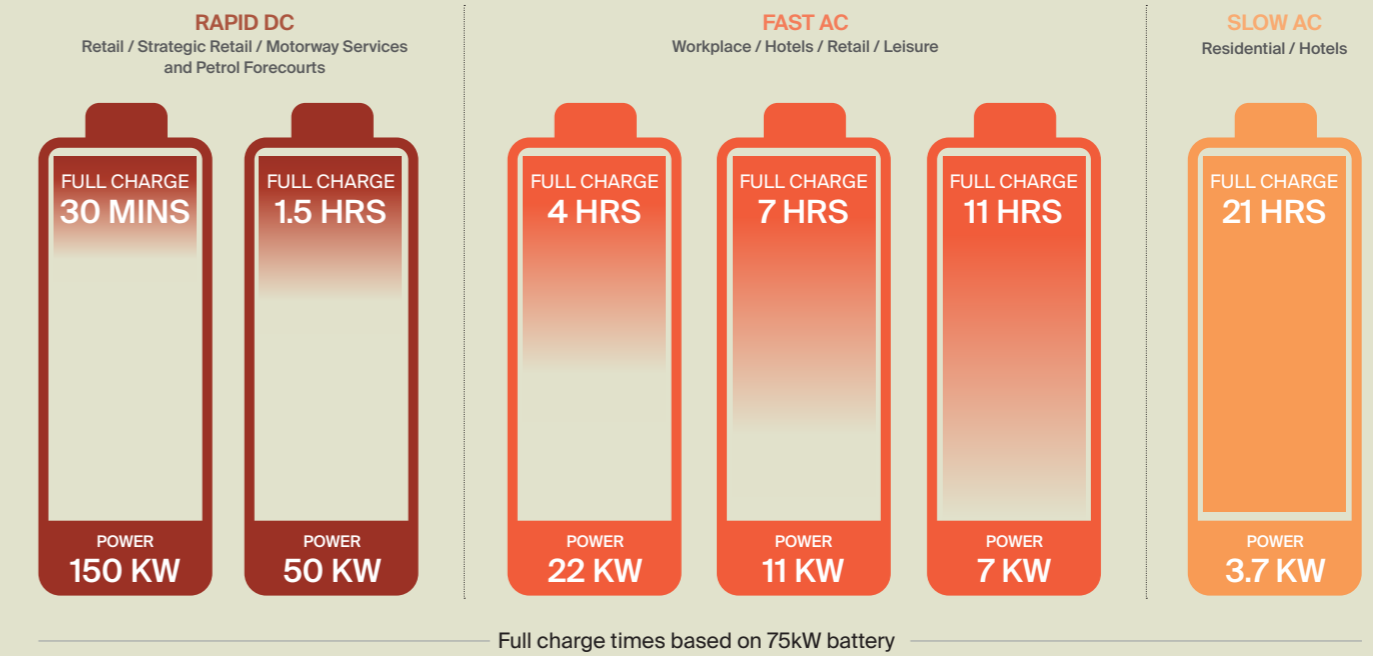 RAPID DC
Retail / Strategic Retail / Motorway Services
and Petrol Forecourts
FULL CHARGE
30 MINS
POWER
150 KW
FULL CHARGE
1.5 HRS
POWER
50 KW
FAST AC
Workplace / Hotels / Retail / Leisure
FULL CHARGE
4 HRS
POWER
22 KW
FULL CHARGE
7 HRS
POWER
11 KW
FULL CHARGE
11 HRS
POWER
7 KW
SLOW AC
Residential / Hotels
FULL CHARGE
21 HRS
POWER
3.7 KW
Full charge times based on 75kW battery